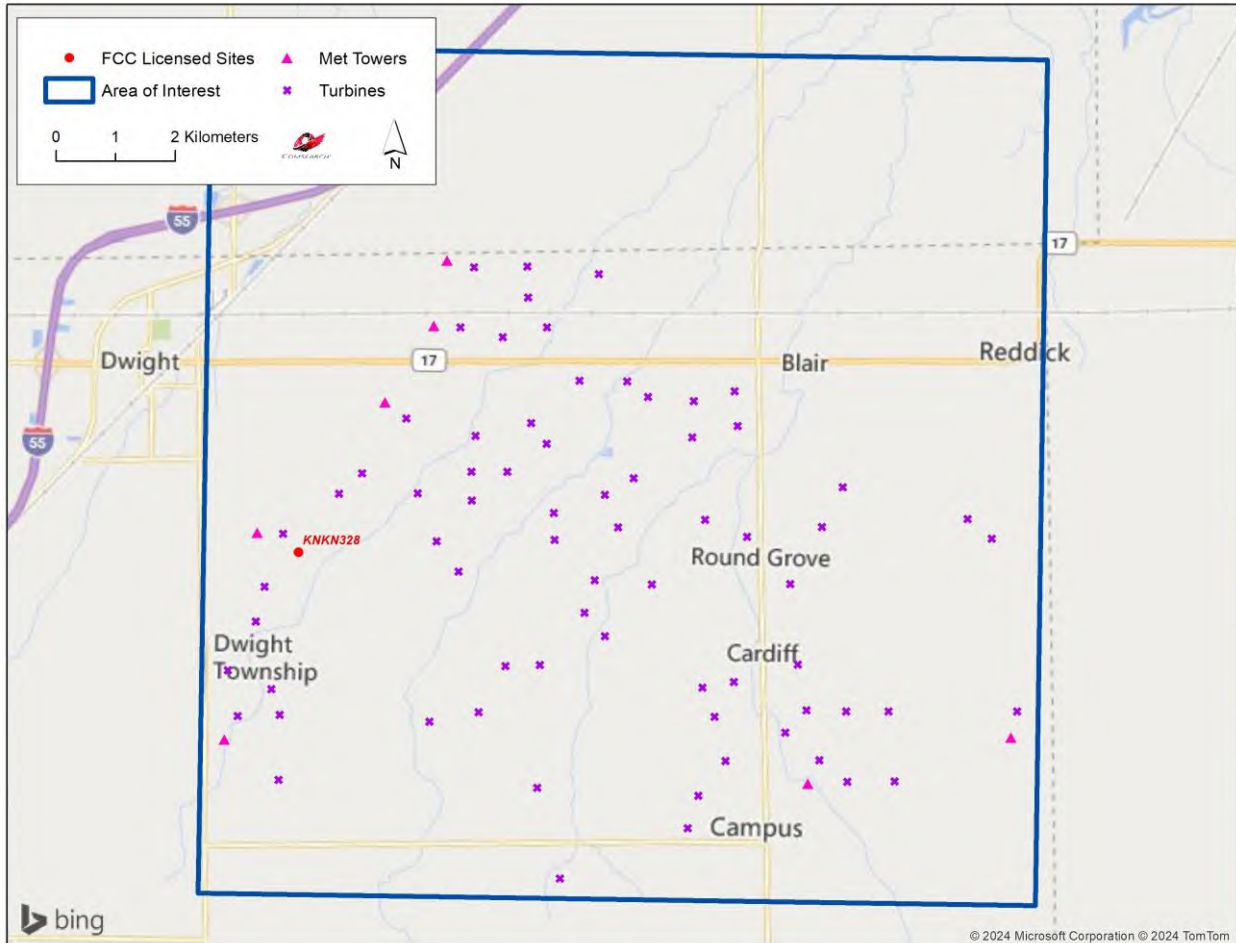 FCC Licensed Sites
Met Towers
Area of Interest
Turbines
0 1 2 Kilometers
COMSEARCH
N
55
17
Dwight
17
Blair
Reddick
55
KNKN328
Round Grove
Dwight
Township
Cardiff
Campus
bing
© 2024 Microsoft Corporation © 2024 TomTom